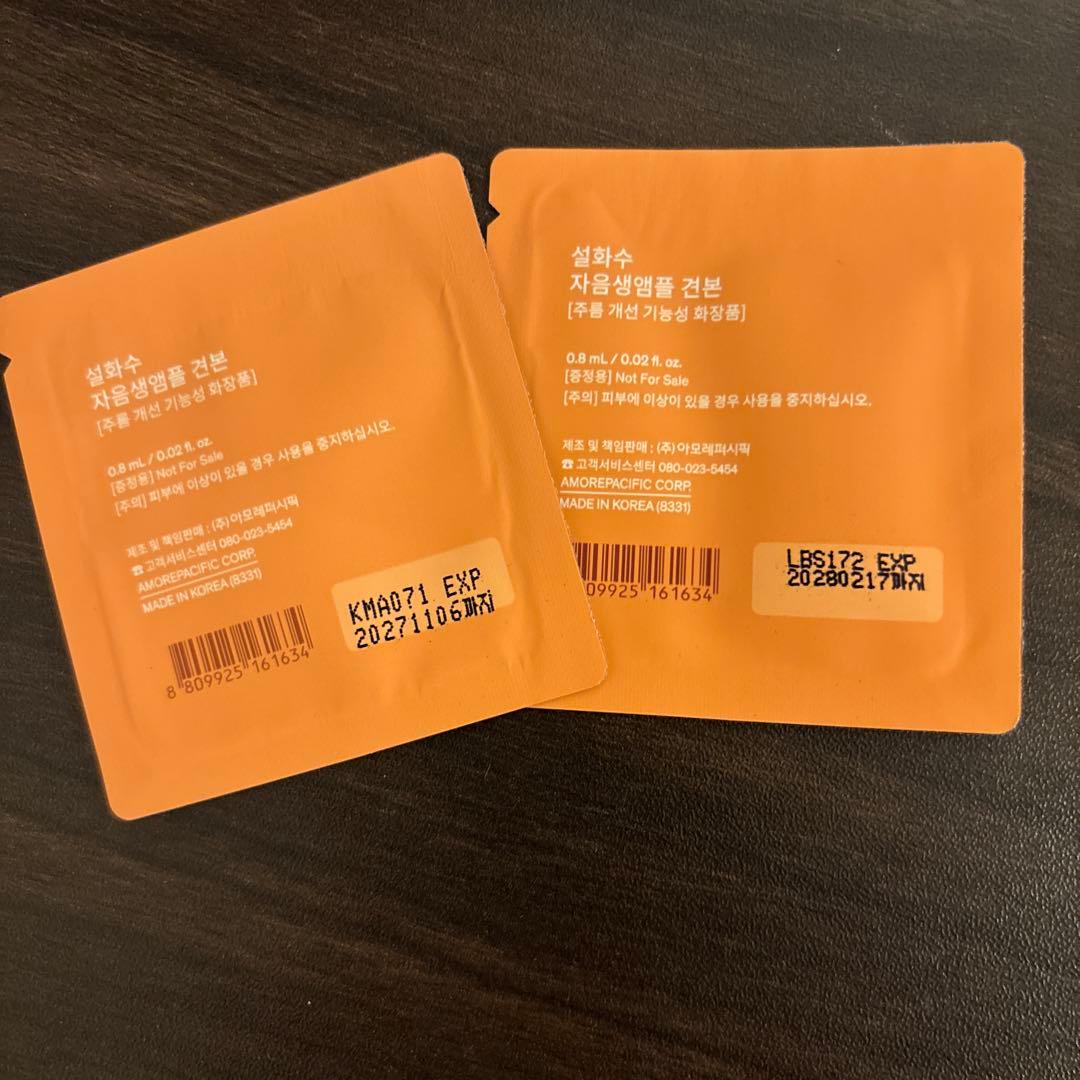 설화수
자음생앰플 견본
[주름 개선 기능성 화장품]
0.8 mL / 0.02 fl. oz.
[증정용] Not For Sale
[주의] 피부에 이상이 있을 경우 사용을 중지하십시오.
제조 및 책임판매 : (주)아모레퍼시픽
☎ 고객서비스센터 080-023-5454
AMOREPACIFIC CORP.
MADE IN KOREA (8331)
8 809925 161634
KMA071 EXP
20271106까지
설화수
자음생앰플 견본
[주름 개선 기능성 화장품]
0.8 mL / 0.02 fl. oz.
[증정용] Not For Sale
[주의] 피부에 이상이 있을 경우 사용을 중지하십시오.
제조 및 책임판매 : (주)아모레퍼시픽
☎ 고객서비스센터 080-023-5454
AMOREPACIFIC CORP.
MADE IN KOREA (8331)
809925 161634
LBS172 EXP
20280217까지